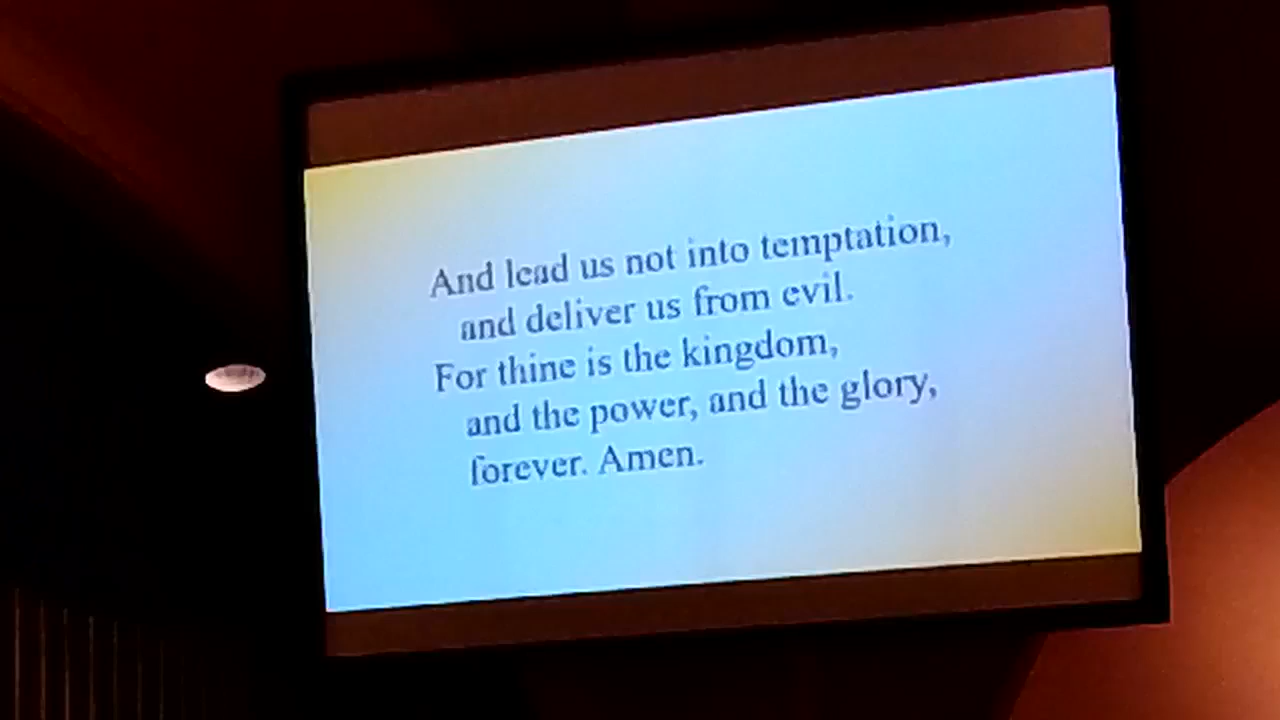 And lead us not into temptation,
and deliver us from evil.
For thine is the kingdom,
and the power, and the glory,
forever. Amen.